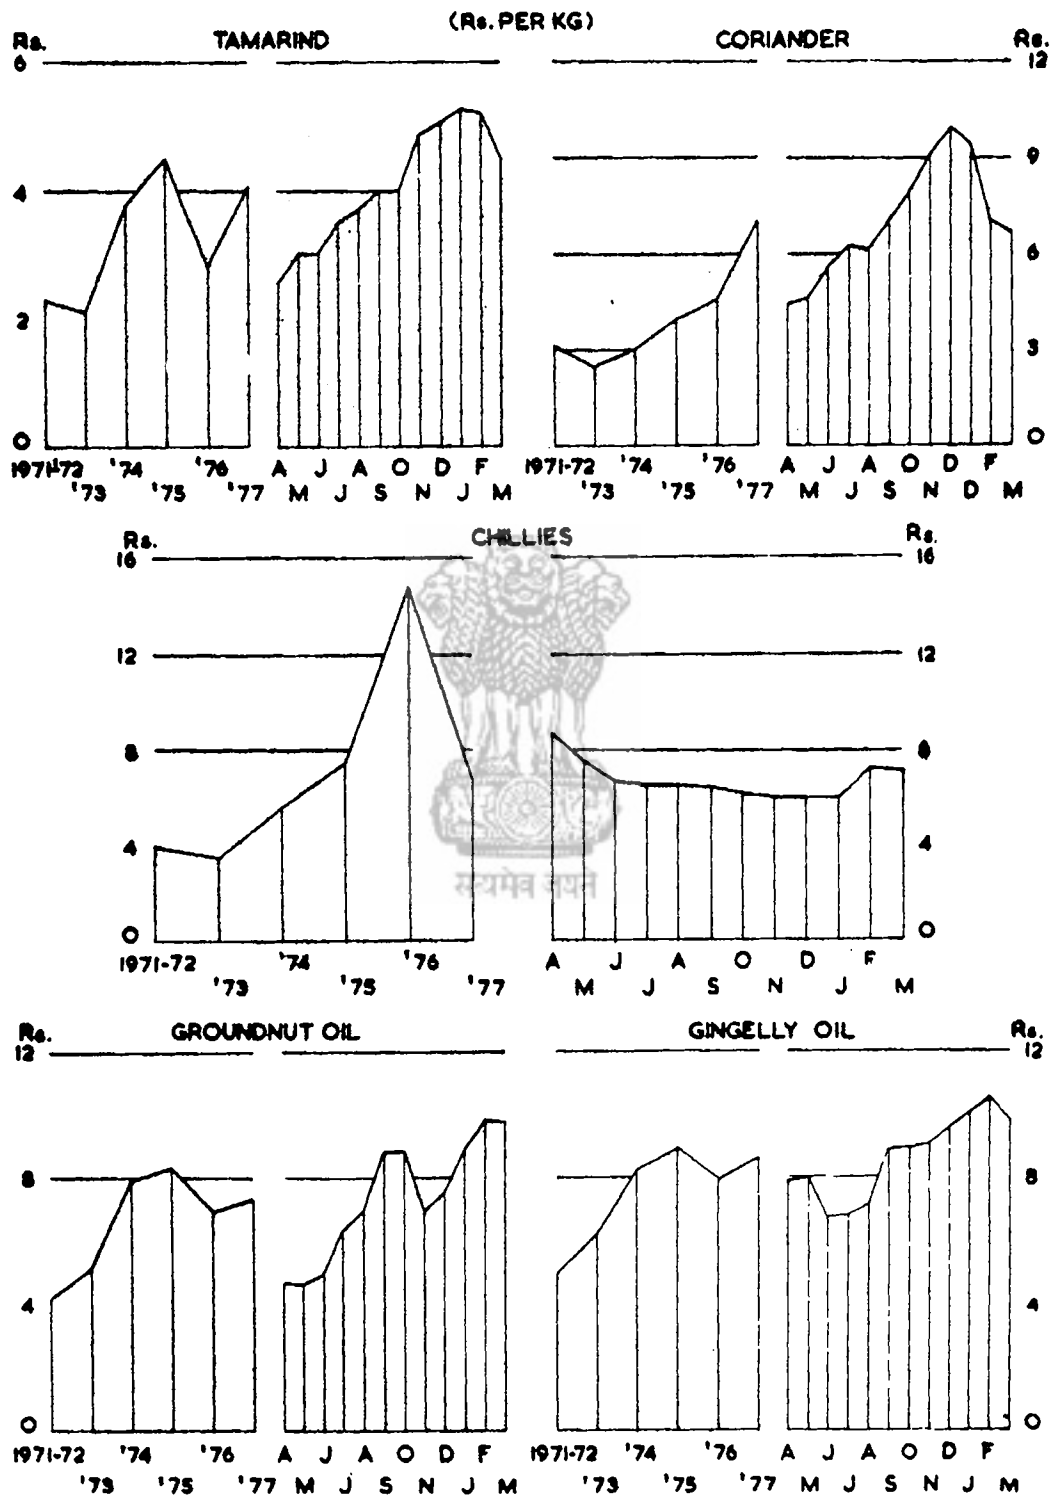 (Rs. PER KG)
Rs. TAMARIND CORIANDER Rs.
6 12
4 9
6
2 3
0 0
1971-72 '74 '76 A J A O D F 1971-72 '74 '76 A J A O D F
'73 '75 '77 M J S N J M '73 '75 '77 M J S N D M
Rs. CHILLIES Rs.
16 16
12 12
8 8
4 4
0 0
सत्यमेव जयते
1971-72 '74 '76 A J A O D F
'73 '75 '77 M J S N J M
Rs. GROUNDNUT OIL GINGELLY OIL Rs.
12 12
8 8
4 4
0 0
1971-72 '74 '76 A J A O D F 1971-72 '74 '76 A J A O D F
'73 '75 '77 M J S N J M '73 '75 '77 M J S N J M